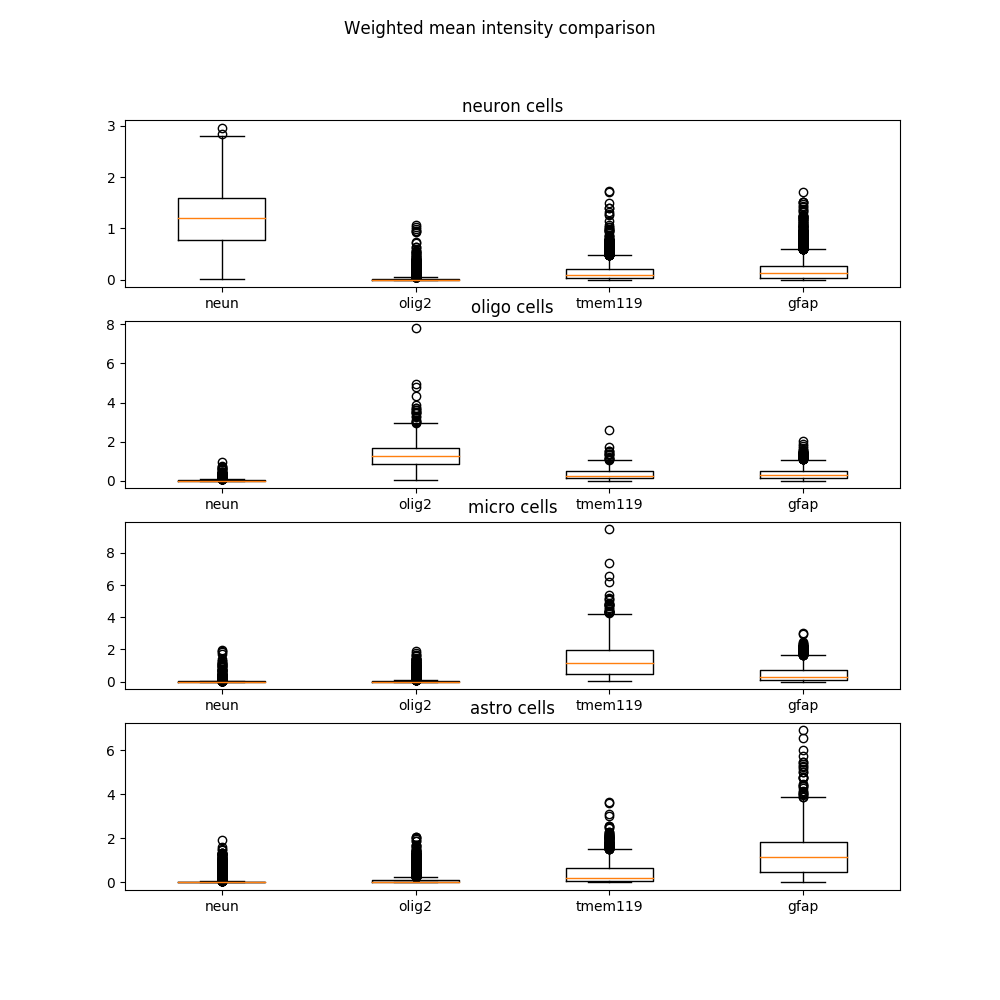 Weighted mean intensity comparison
neuron cells
3
2
1
0
neun olig2 tmem119 gfap
oligo cells
8
6
4
2
0
neun olig2 tmem119 gfap
micro cells
8
6
4
2
0
neun olig2 tmem119 gfap
astro cells
6
4
2
0
neun olig2 tmem119 gfap